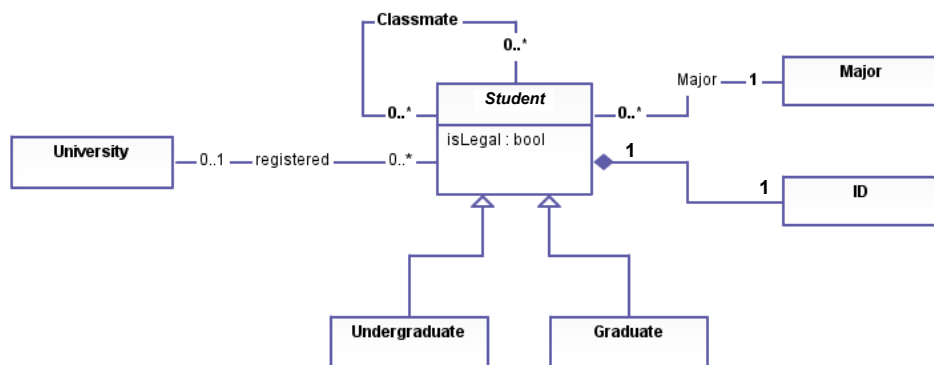 Classmate
0..*
Student
Major 1
Major
0..*
0..*
isLegal : bool
University
0..1 registered 0..*
1
1
ID
Undergraduate
Graduate